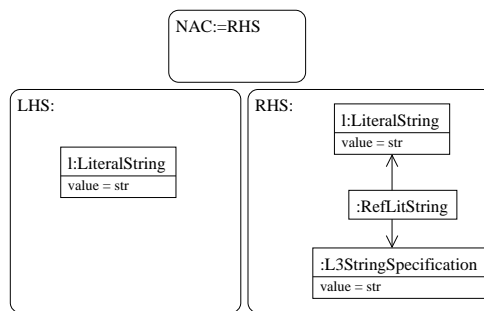 NAC:=RHS
LHS:
l:LiteralString
value = str
RHS:
l:LiteralString
value = str
:RefLitString
:L3StringSpecification
value = str